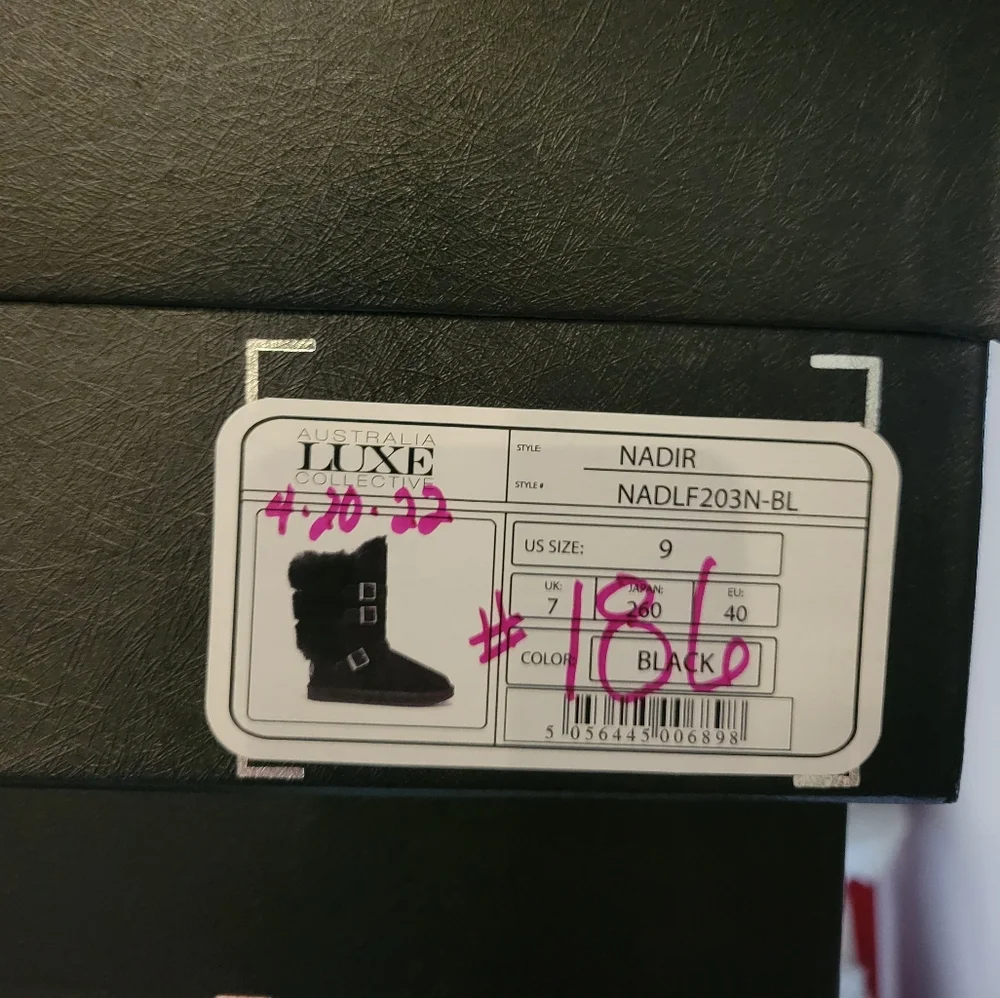 AUSTRALIA
LUXE
COLLECTIVE
4.20.22
STYLE: NADIR
STYLE # NADLF203N-BL
US SIZE: 9
UK: JAPAN: EU:
7 260 40
#186
COLOR: BLACK
5 056445 006898